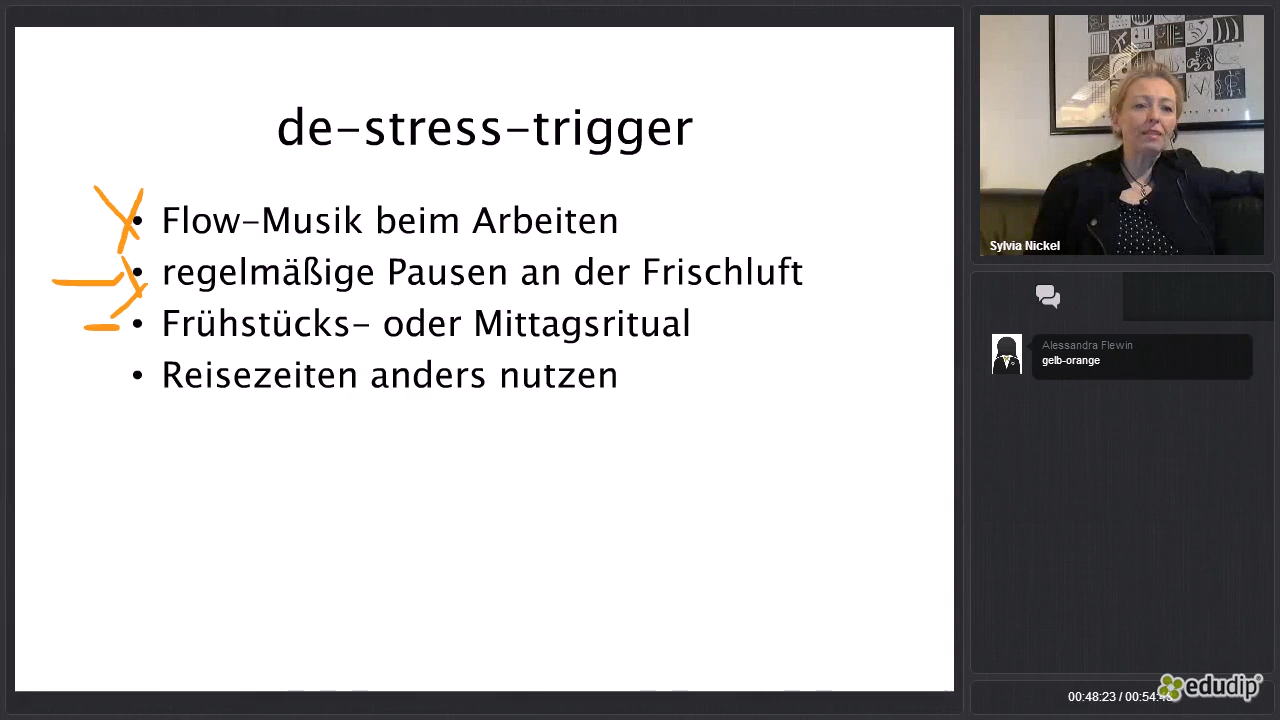 de-stress-trigger
• Flow-Musik beim Arbeiten
• regelmäßige Pausen an der Frischluft
• Frühstücks- oder Mittagsritual
• Reisezeiten anders nutzen
Sylvia Nickel
Alessandra Flewin
gelb-orange
00:48:23 / 00:54:
edudip